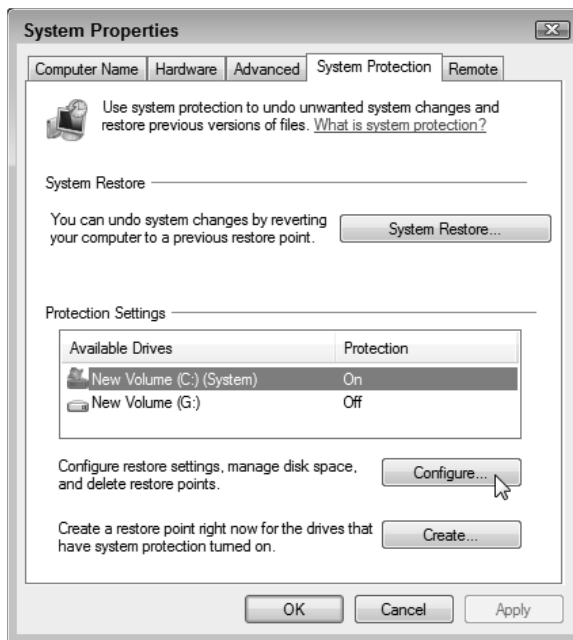 System Properties
Computer Name Hardware Advanced System Protection Remote
Use system protection to undo unwanted system changes and
restore previous versions of files. What is system protection?
System Restore
You can undo system changes by reverting
your computer to a previous restore point.
System Restore...
Protection Settings
Available Drives Protection
New Volume (C:) (System) On
New Volume (G:) Off
Configure restore settings, manage disk space,
and delete restore points.
Configure...
Create a restore point right now for the drives that
have system protection turned on.
Create...
OK Cancel Apply